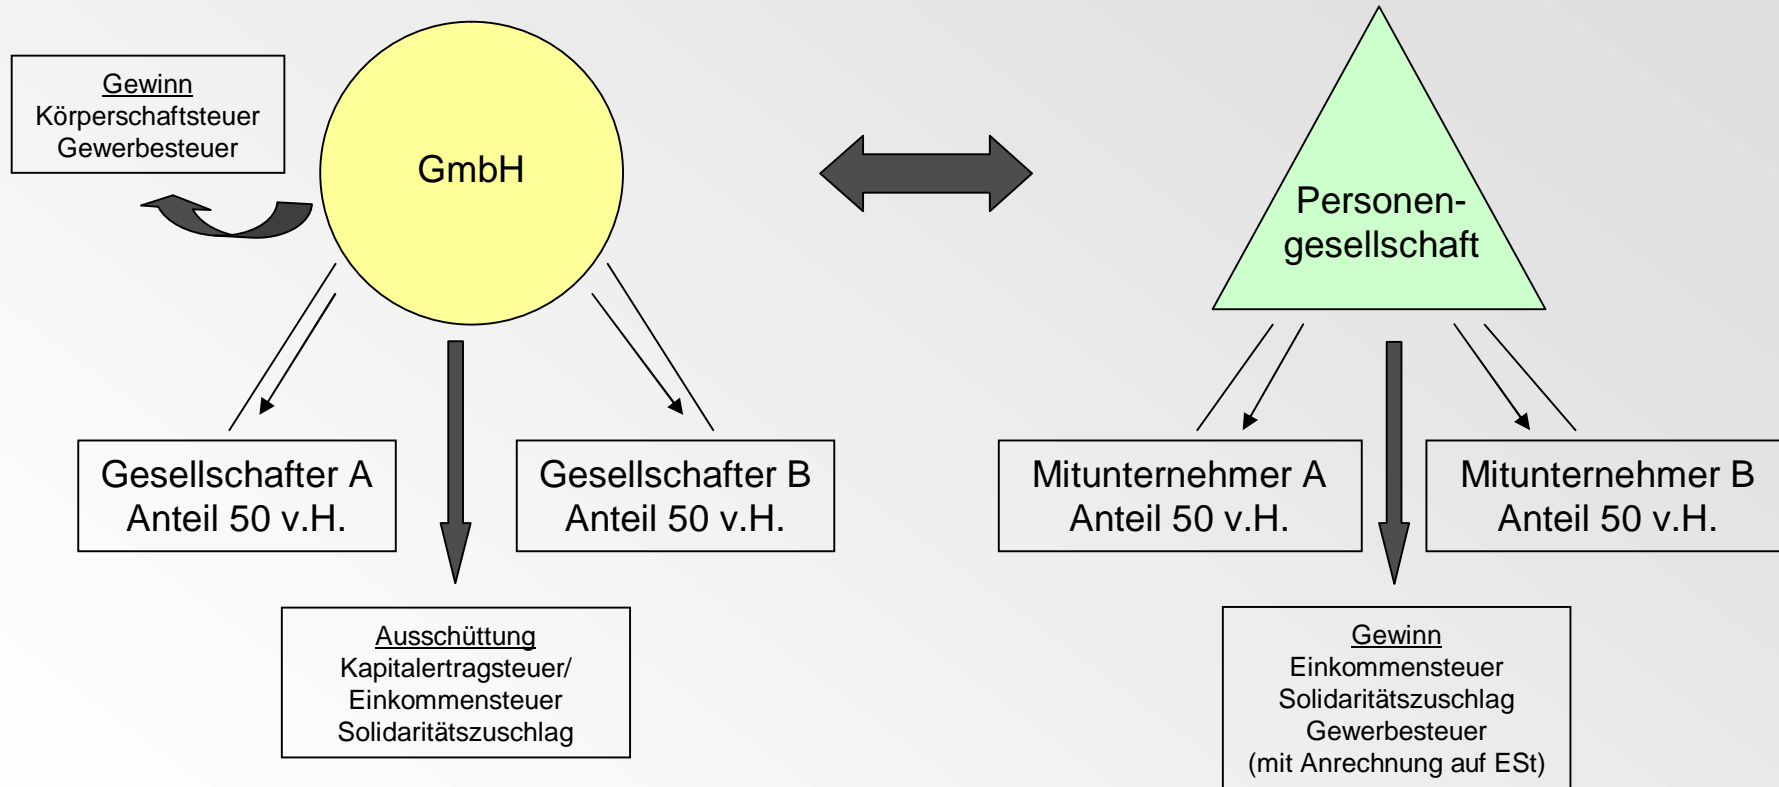 Gewinn
Körperschaftsteuer
Gewerbesteuer
GmbH
Personen-
gesellschaft
Gesellschafter A
Anteil 50 v.H.
Gesellschafter B
Anteil 50 v.H.
Mitunternehmer A
Anteil 50 v.H.
Mitunternehmer B
Anteil 50 v.H.
Ausschüttung
Kapitalertragsteuer/
Einkommensteuer
Solidaritätszuschlag
Gewinn
Einkommensteuer
Solidaritätszuschlag
Gewerbesteuer
(mit Anrechnung auf ESt)